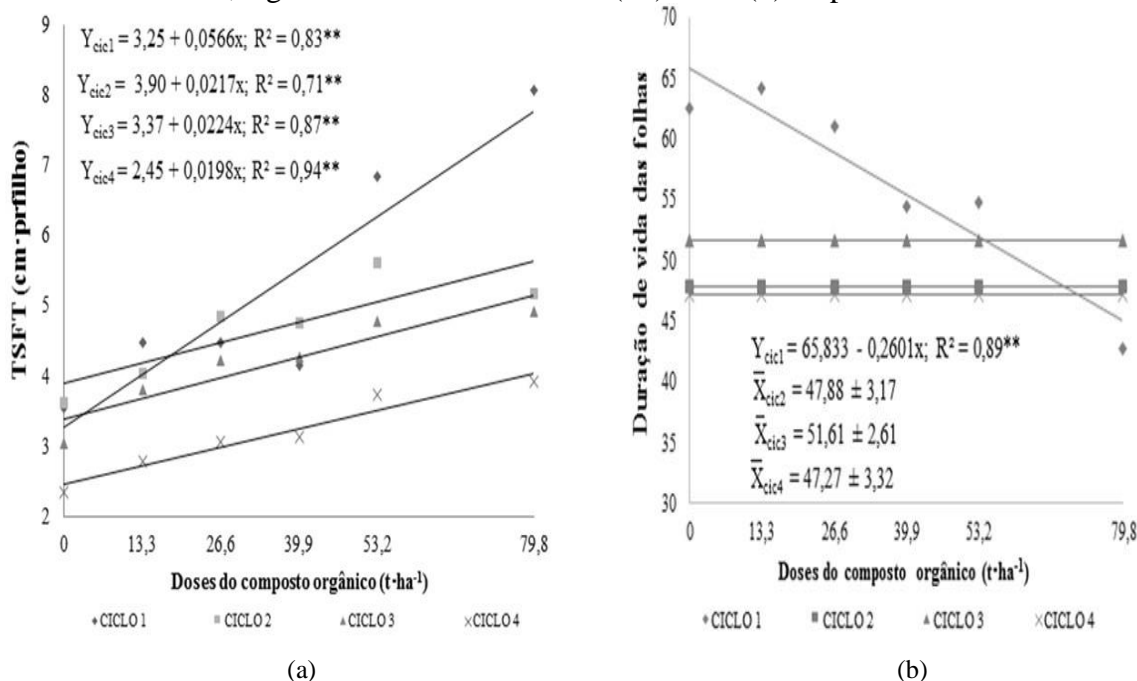 9
8
7
6
5
4
3
2
TSFT (cm·prfilho)
Y_cic1 = 3,25 + 0,0566x; R² = 0,83**
Y_cic2 = 3,90 + 0,0217x; R² = 0,71**
Y_cic3 = 3,37 + 0,0224x; R² = 0,87**
Y_cic4 = 2,45 + 0,0198x; R² = 0,94**
0 13,3 26,6 39,9 53,2 79,8
Doses do composto orgânico (t·ha⁻¹)
CICLO 1 CICLO 2 CICLO 3 CICLO 4
(a)
70
65
60
55
50
45
40
35
30
Duração de vida das folhas
Y_cic1 = 65,833 - 0,2601x; R² = 0,89**
X̅_cic2 = 47,88 ± 3,17
X̅_cic3 = 51,61 ± 2,61
X̅_cic4 = 47,27 ± 3,32
0 13,3 26,6 39,9 53,2 79,8
Doses do composto orgânico (t·ha⁻¹)
CICLO 1 CICLO 2 CICLO 3 CICLO 4
(b)